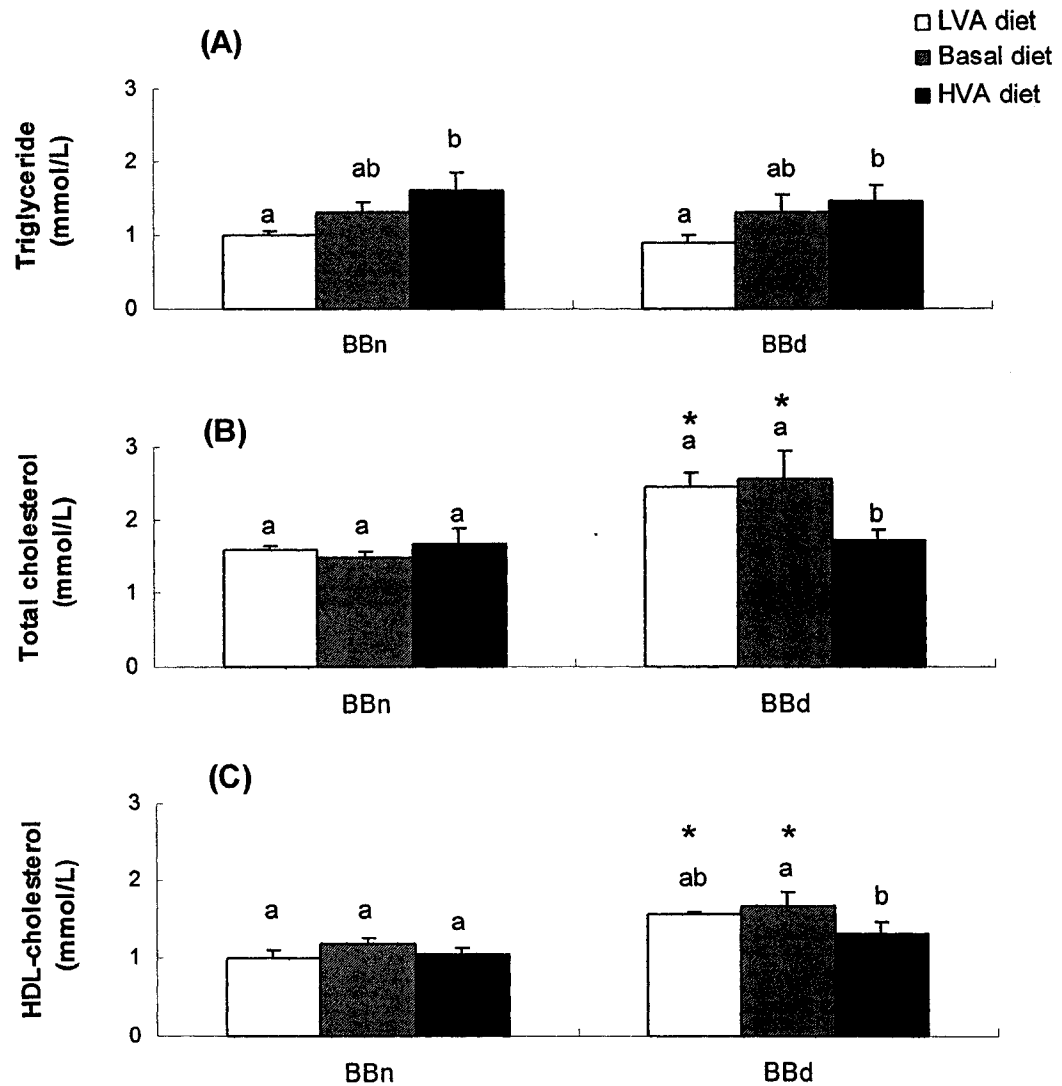 LVA diet
Basal diet
HVA diet
(A)
Triglyceride
(mmol/L)
3
2
1
0
a
ab
b
a
ab
b
BBn
BBd
(B)
Total cholesterol
(mmol/L)
3
2
1
0
a
a
a
*
a
*
a
b
BBn
BBd
(C)
HDL-cholesterol
(mmol/L)
3
2
1
0
a
a
a
*
ab
*
a
b
BBn
BBd